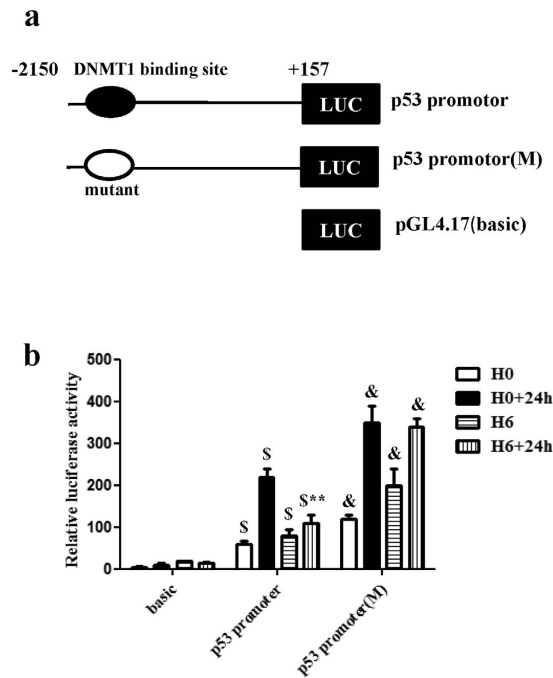 a
-2150 DNMT1 binding site +157
LUC p53 promotor
LUC p53 promotor(M)
mutant
LUC pGL4.17(basic)
b
Relative luciferase activity
500
400
300
200
100
0
$
$
$
$**
&
&
&
&
H0
H0+24h
H6
H6+24h
basic
p53 promoter
p53 promoter(M)